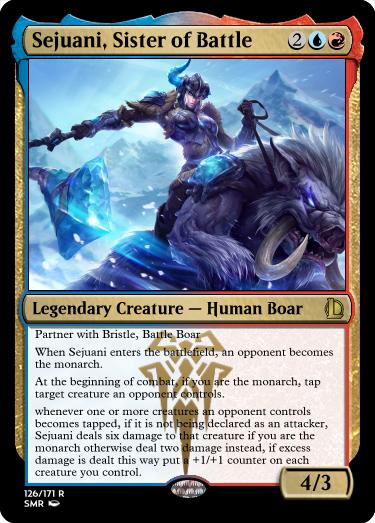 Sejuani, Sister of Battle 2
Legendary Creature — Human Boar
Partner with Bristle, Battle Boar
When Sejuani enters the battlefield, an opponent becomes
the monarch.
At the beginning of combat, if you are the monarch, tap
target creature an opponent controls.
whenever one or more creatures an opponent controls
becomes tapped, if it is not being declared as an attacker,
Sejuani deals six damage to that creature if you are the
monarch otherwise deal two damage instead, if excess
damage is dealt this way put a +1/+1 counter on each
creature you control.
4/3
126/171 R
SMR